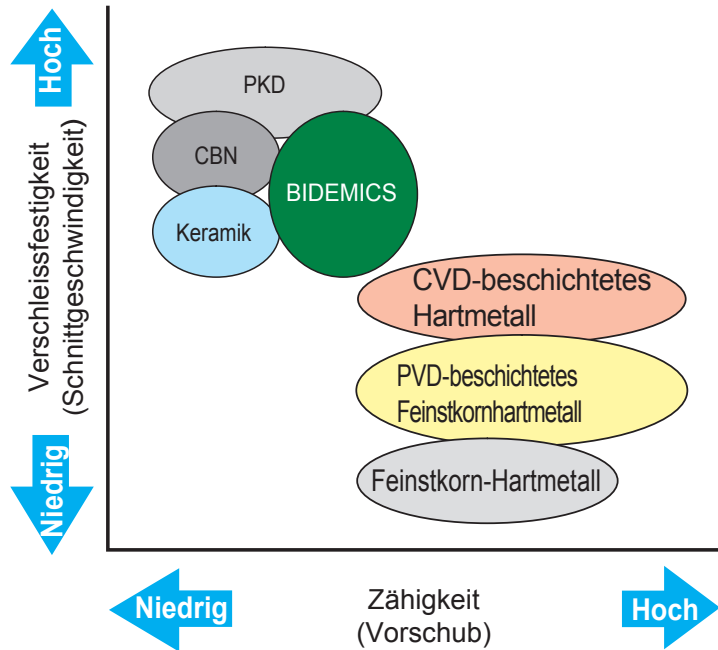 Hoch
Verschleissfestigkeit
(Schnittgeschwindigkeit)
Niedrig
PKD
CBN
BIDEMICS
Keramik
CVD-beschichtetes
Hartmetall
PVD-beschichtetes
Feinstkornhartmetall
Feinstkorn-Hartmetall
Niedrig
Zähigkeit
(Vorschub)
Hoch